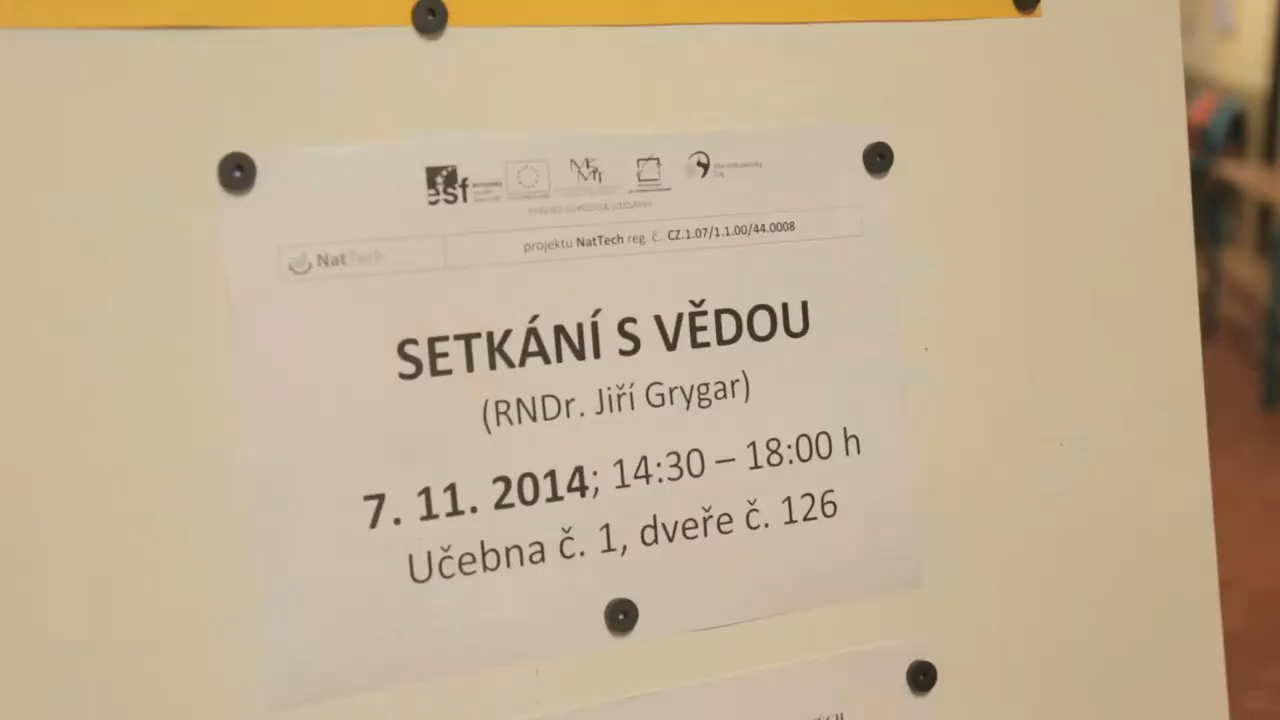 esf
MŠMT
NatTech
projektu NatTech reg. č. CZ.1.07/1.1.00/44.0008
SETKÁNÍ S VĚDOU
(RNDr. Jiří Grygar)
7. 11. 2014; 14:30 – 18:00 h
Učebna č. 1, dveře č. 126